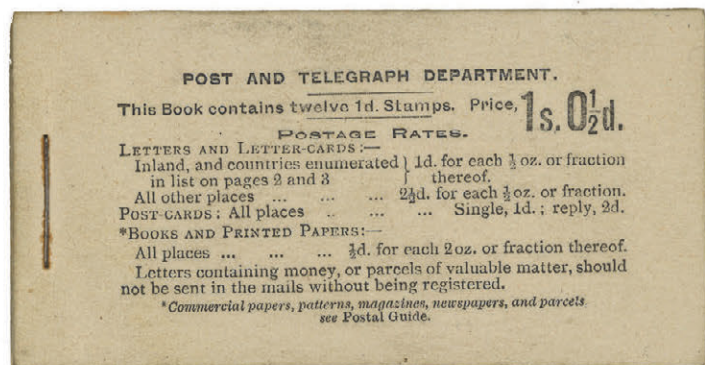 POST AND TELEGRAPH DEPARTMENT.
This Book contains twelve 1d. Stamps. Price, 1s. 0½d.
POSTAGE RATES.
LETTERS AND LETTER-CARDS:—
Inland, and countries enumerated } 1d. for each ½ oz. or fraction
in list on pages 2 and 3 } thereof.
All other places ... ... ... 2½d. for each ½ oz. or fraction.
POST-CARDS: All places .. ... ... Single, 1d.; reply, 2d.
*BOOKS AND PRINTED PAPERS:—
All places ... ... ... ½d. for each 2 oz. or fraction thereof.
Letters containing money, or parcels of valuable matter, should
not be sent in the mails without being registered.
*Commercial papers, patterns, magazines, newspapers, and parcels
see Postal Guide.